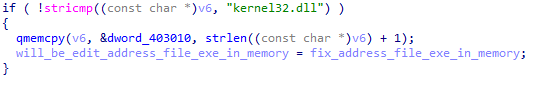 if ( !stricmp((const char *)v6, "kernel32.dll") )
{
qmemcpy(v6, &dword_403010, strlen((const char *)v6) + 1);
will_be_edit_address_file_exe_in_memory = fix_address_file_exe_in_memory;
}